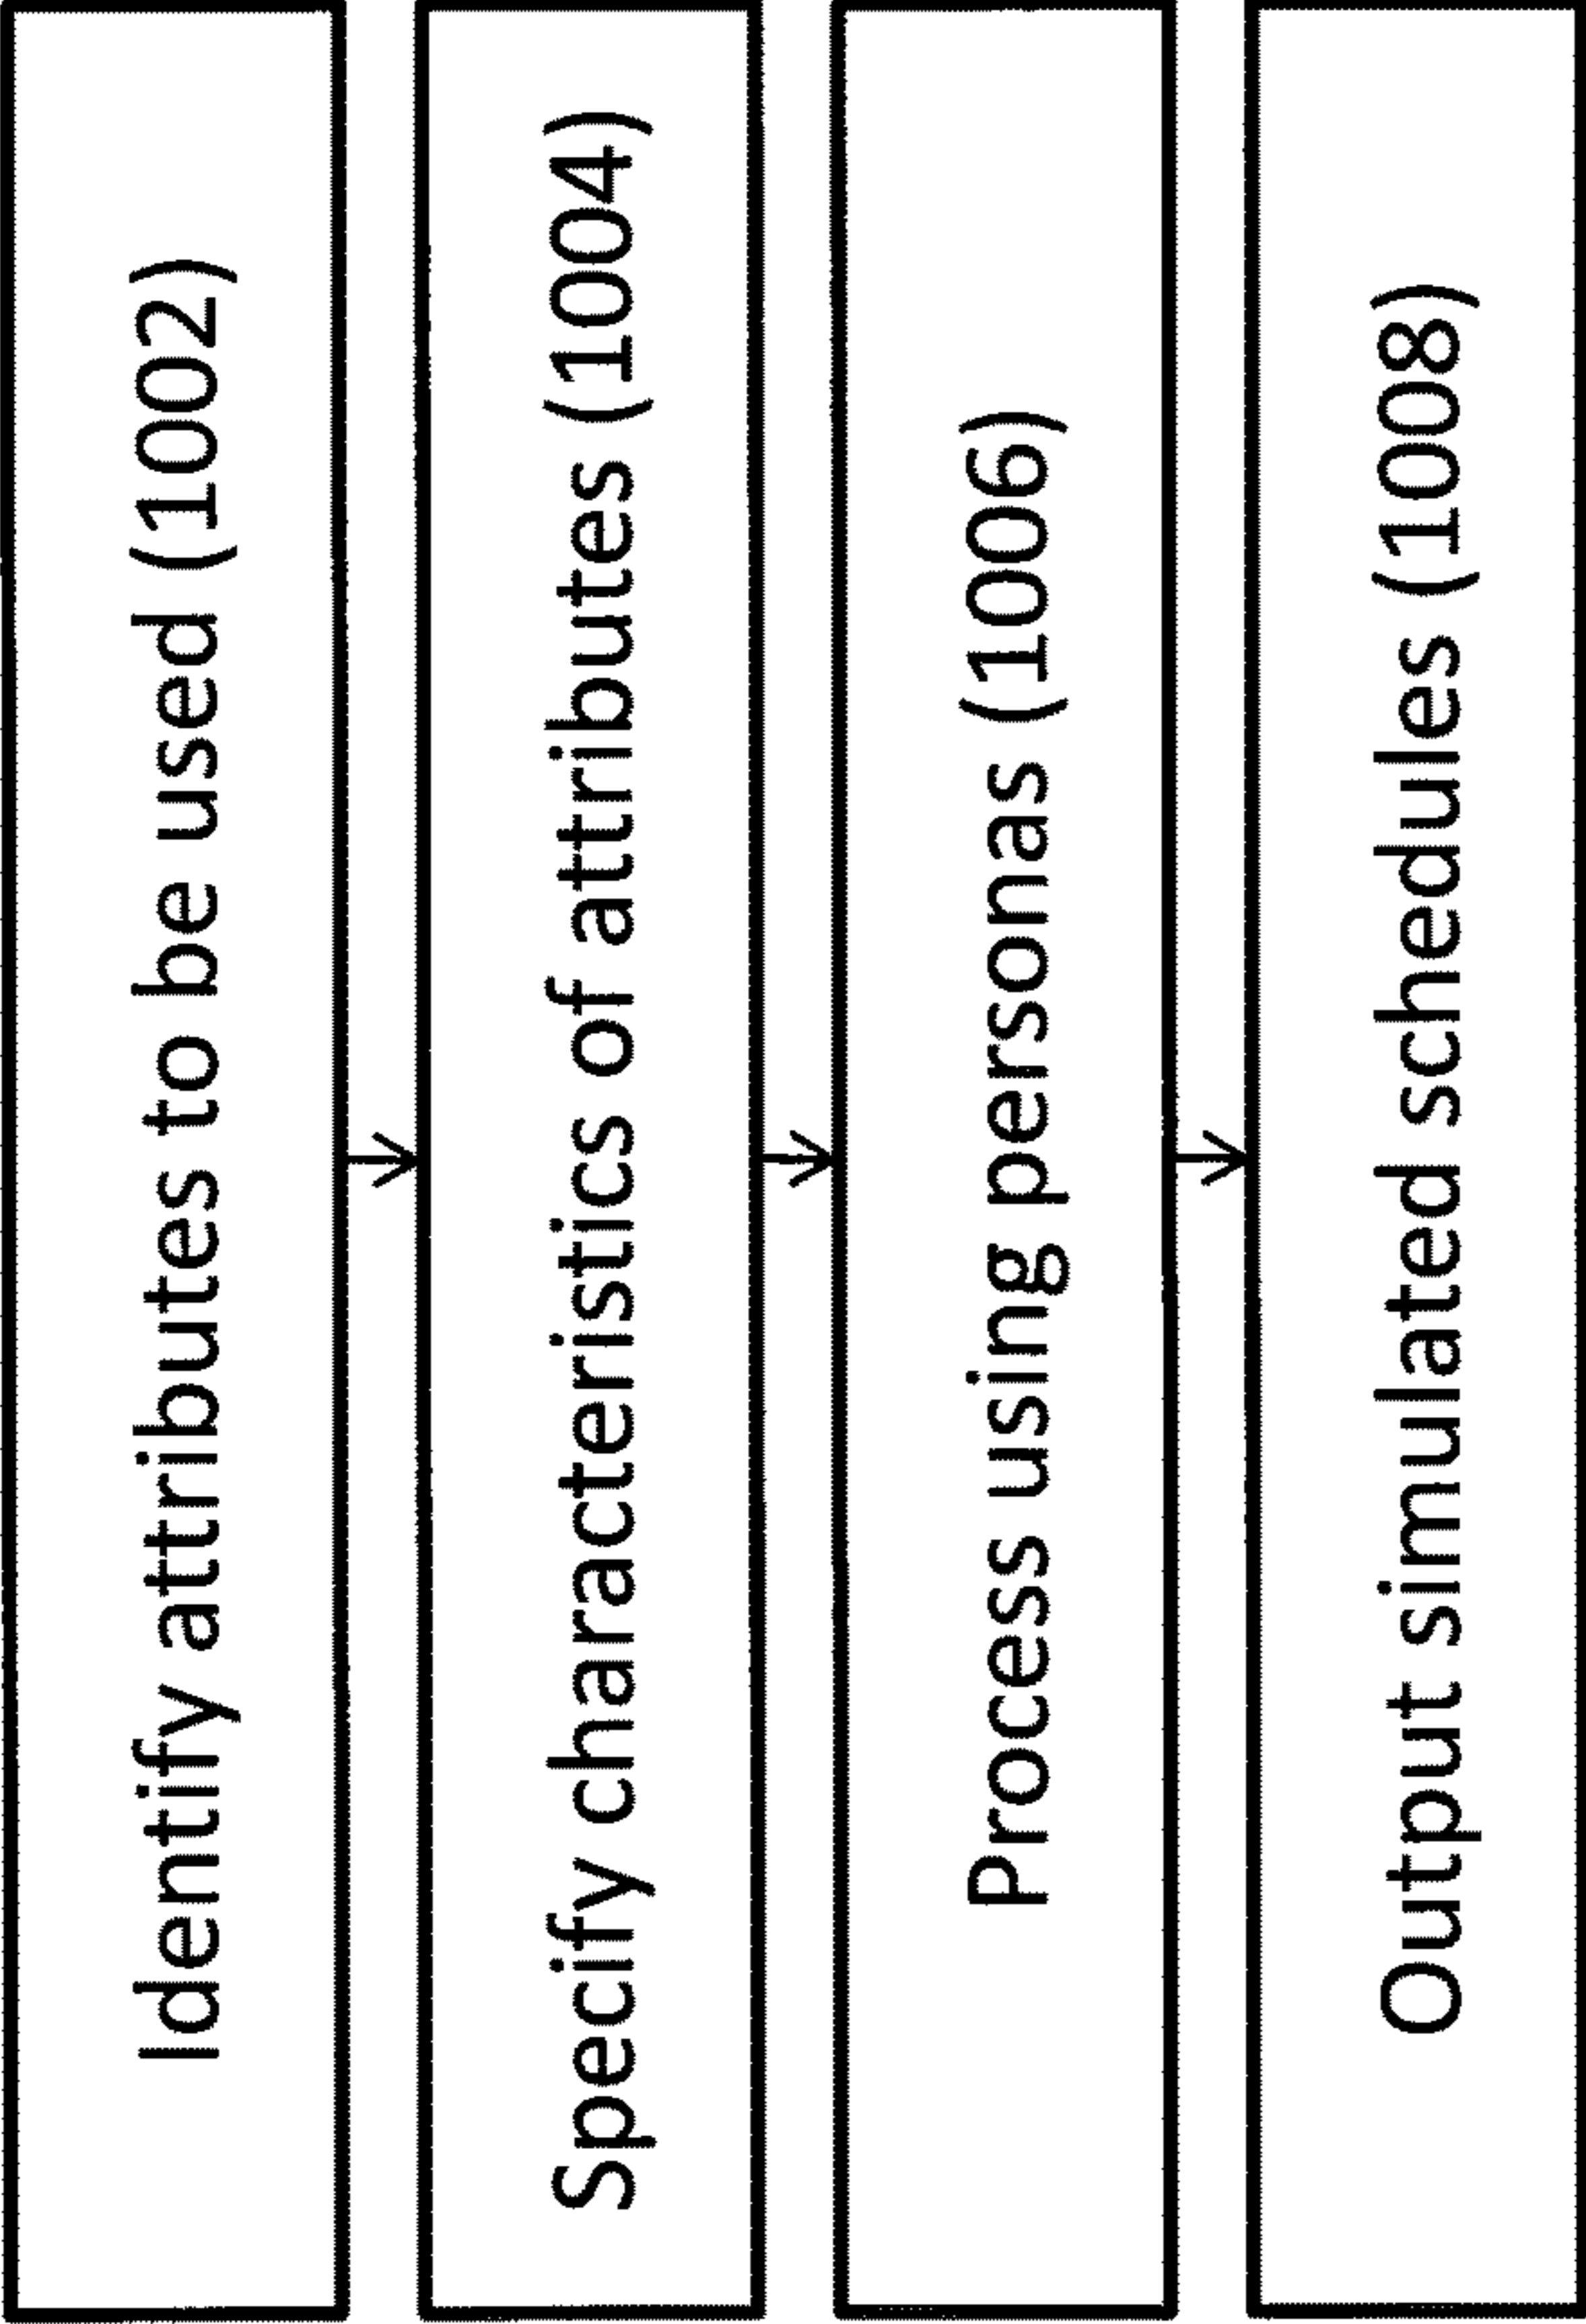 Identify attributes to be used (1002)
Specify characteristics of attributes (1004)
Process using personas (1006)
Output simulated schedules (1008)